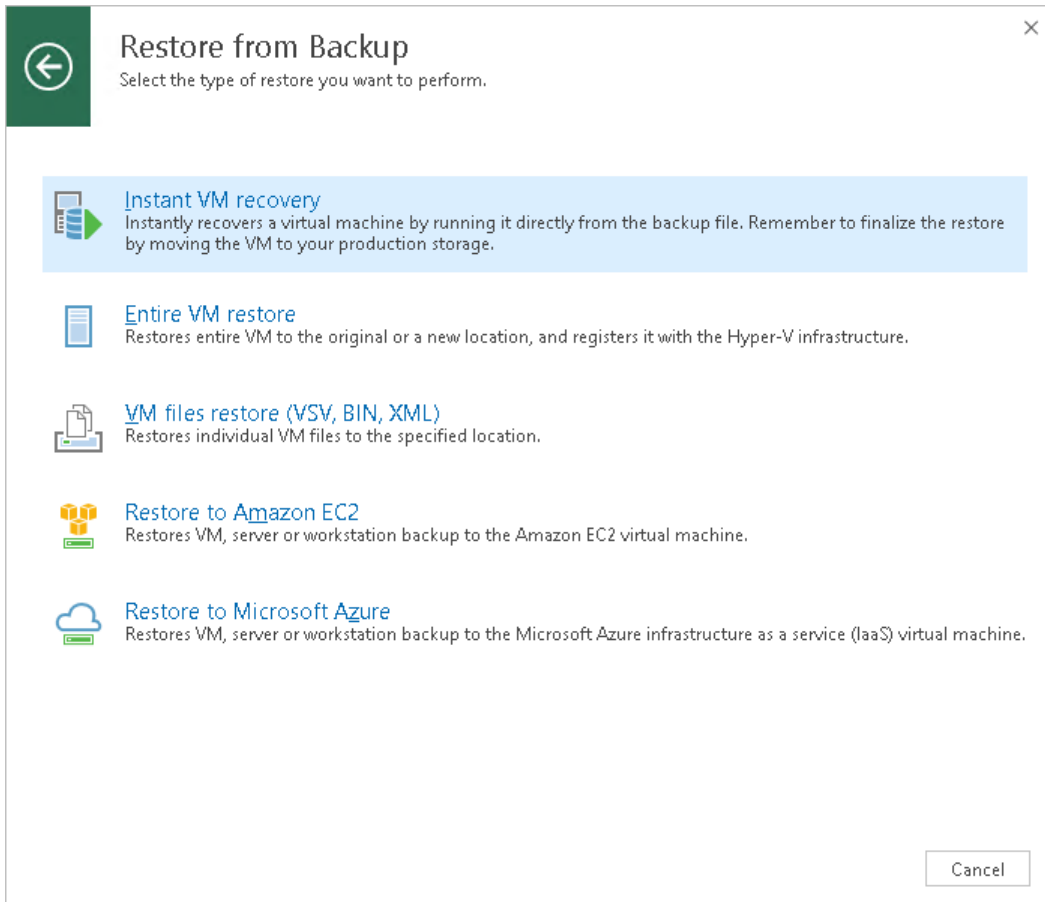 Restore from Backup
Select the type of restore you want to perform.
Instant VM recovery
Instantly recovers a virtual machine by running it directly from the backup file. Remember to finalize the restore
by moving the VM to your production storage.
Entire VM restore
Restores entire VM to the original or a new location, and registers it with the Hyper-V infrastructure.
VM files restore (VSV, BIN, XML)
Restores individual VM files to the specified location.
Restore to Amazon EC2
Restores VM, server or workstation backup to the Amazon EC2 virtual machine.
Restore to Microsoft Azure
Restores VM, server or workstation backup to the Microsoft Azure infrastructure as a service (IaaS) virtual machine.
Cancel